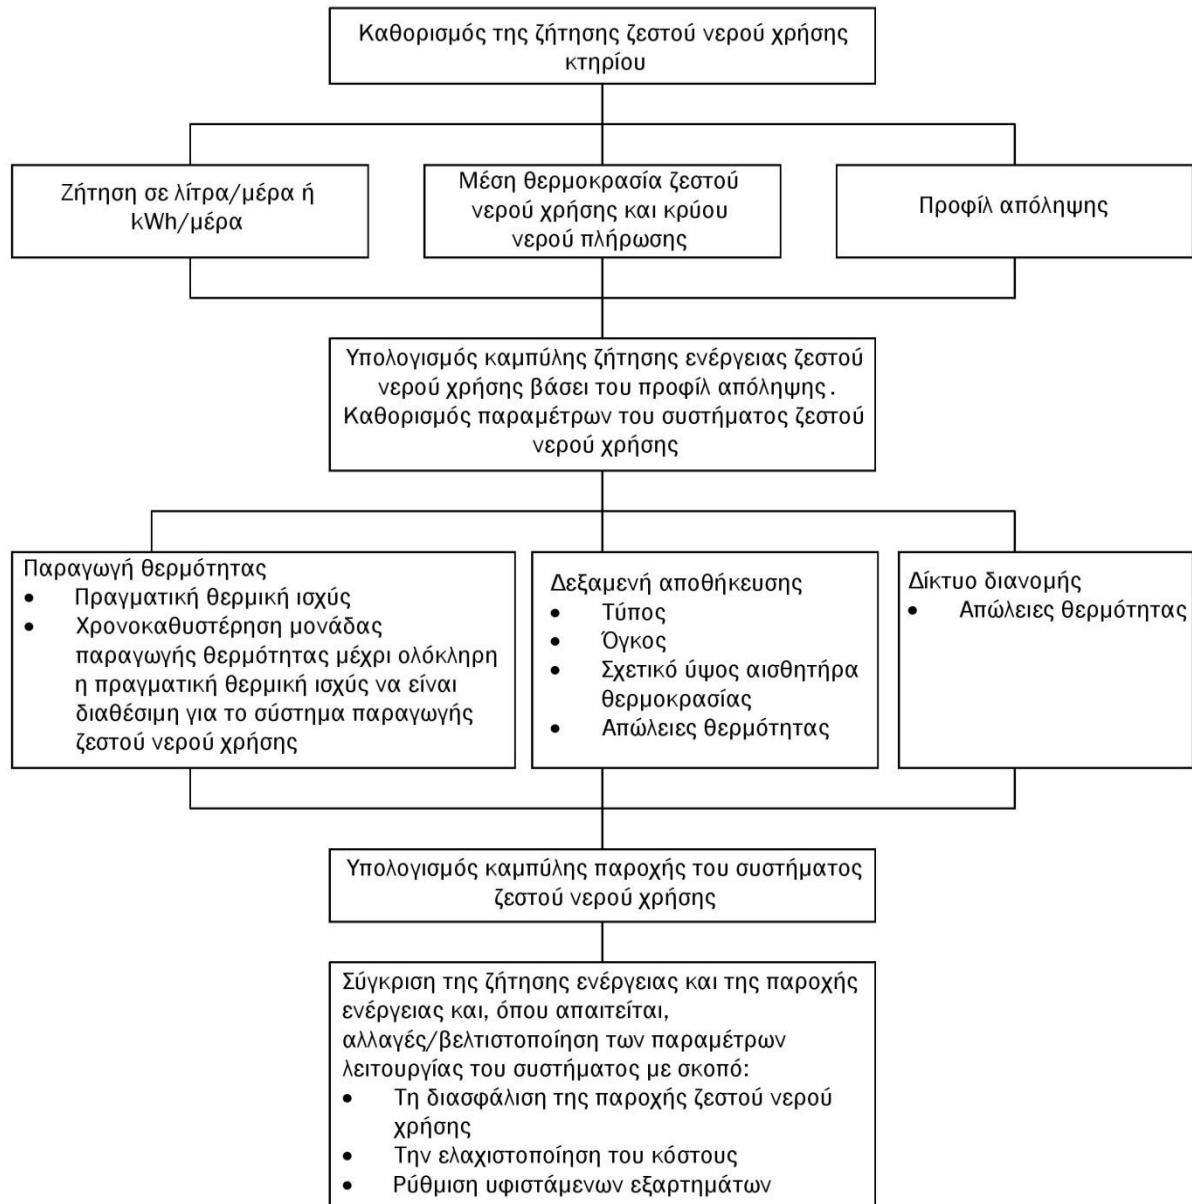 Καθορισμός της ζήτησης ζεστού νερού χρήσης
κτηρίου
Ζήτηση σε λίτρα/μέρα ή
kWh/μέρα
Μέση θερμοκρασία ζεστού
νερού χρήσης και κρύου
νερού πλήρωσης
Προφίλ απόληψης
Υπολογισμός καμπύλης ζήτησης ενέργειας ζεστού
νερού χρήσης βάσει του προφίλ απόληψης.
Καθορισμός παραμέτρων του συστήματος ζεστού
νερού χρήσης
Παραγωγή θερμότητας
• Πραγματική θερμική ισχύς
• Χρονοκαθυστέρηση μονάδας
παραγωγής θερμότητας μέχρι ολόκληρη
η πραγματική θερμική ισχύς να είναι
διαθέσιμη για το σύστημα παραγωγής
ζεστού νερού χρήσης
Δεξαμενή αποθήκευσης
• Τύπος
• Όγκος
• Σχετικό ύψος αισθητήρα
θερμοκρασίας
• Απώλειες θερμότητας
Δίκτυο διανομής
• Απώλειες θερμότητας
Υπολογισμός καμπύλης παροχής του συστήματος
ζεστού νερού χρήσης
Σύγκριση της ζήτησης ενέργειας και της παροχής
ενέργειας και, όπου απαιτείται,
αλλαγές/βελτιστοποίηση των παραμέτρων
λειτουργίας του συστήματος με σκοπό:
• Τη διασφάλιση της παροχής ζεστού νερού
χρήσης
• Την ελαχιστοποίηση του κόστους
• Ρύθμιση υφιστάμενων εξαρτημάτων